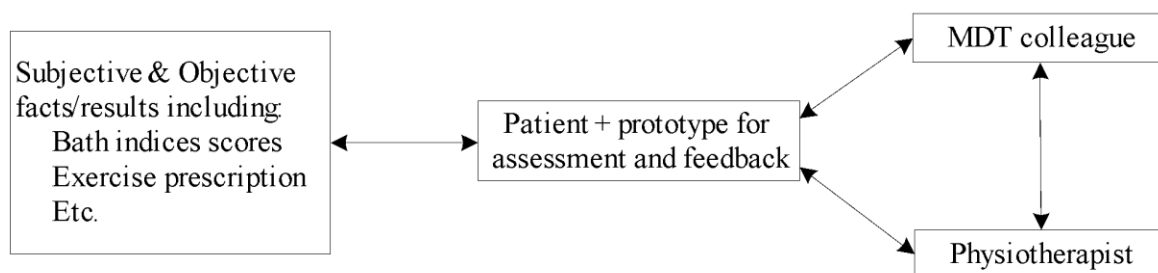 Subjective & Objective
facts/results including:
Bath indices scores
Exercise prescription
Etc.
Patient + prototype for
assessment and feedback
MDT colleague
Physiotherapist